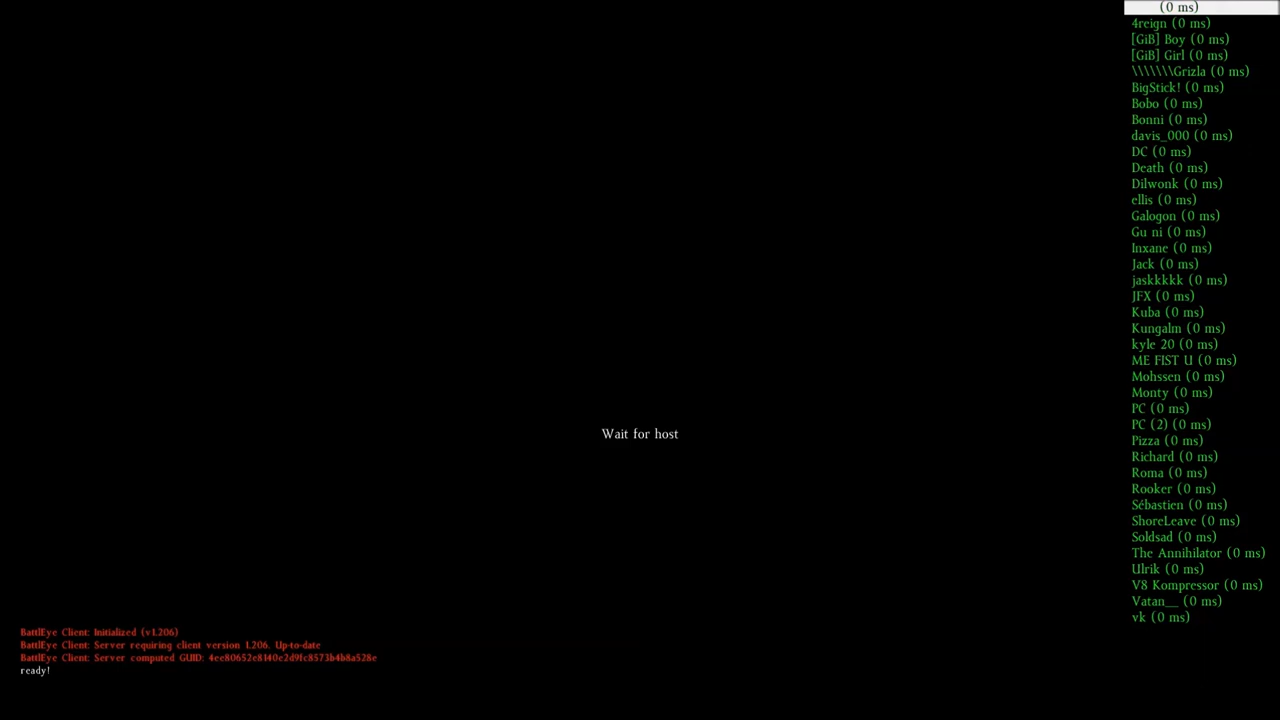 (0 ms)
4reign (0 ms)
[GiB] Boy (0 ms)
[GiB] Girl (0 ms)
\\\\\\\Grizla (0 ms)
BigStick! (0 ms)
Bobo (0 ms)
Bonni (0 ms)
davis_000 (0 ms)
DC (0 ms)
Death (0 ms)
Dilwonk (0 ms)
ellis (0 ms)
Galogon (0 ms)
Gu ni (0 ms)
Inxane (0 ms)
Jack (0 ms)
jaskkkkk (0 ms)
JFX (0 ms)
Kuba (0 ms)
Kungalm (0 ms)
kyle 20 (0 ms)
ME FIST U (0 ms)
Mohssen (0 ms)
Monty (0 ms)
PC (0 ms)
PC (2) (0 ms)
Pizza (0 ms)
Richard (0 ms)
Roma (0 ms)
Rooker (0 ms)
Sébastien (0 ms)
ShoreLeave (0 ms)
Soldsad (0 ms)
The Annihilator (0 ms)
Ulrik (0 ms)
V8 Kompressor (0 ms)
Vatan__ (0 ms)
vk (0 ms)
Wait for host
BattlEye Client: Initialized (v1.206)
BattlEye Client: Server requiring client version 1.206. Up-to-date
BattlEye Client: Server computed GUID: 4ee80652e8140e2d9fc8573b4b8a528e
ready!